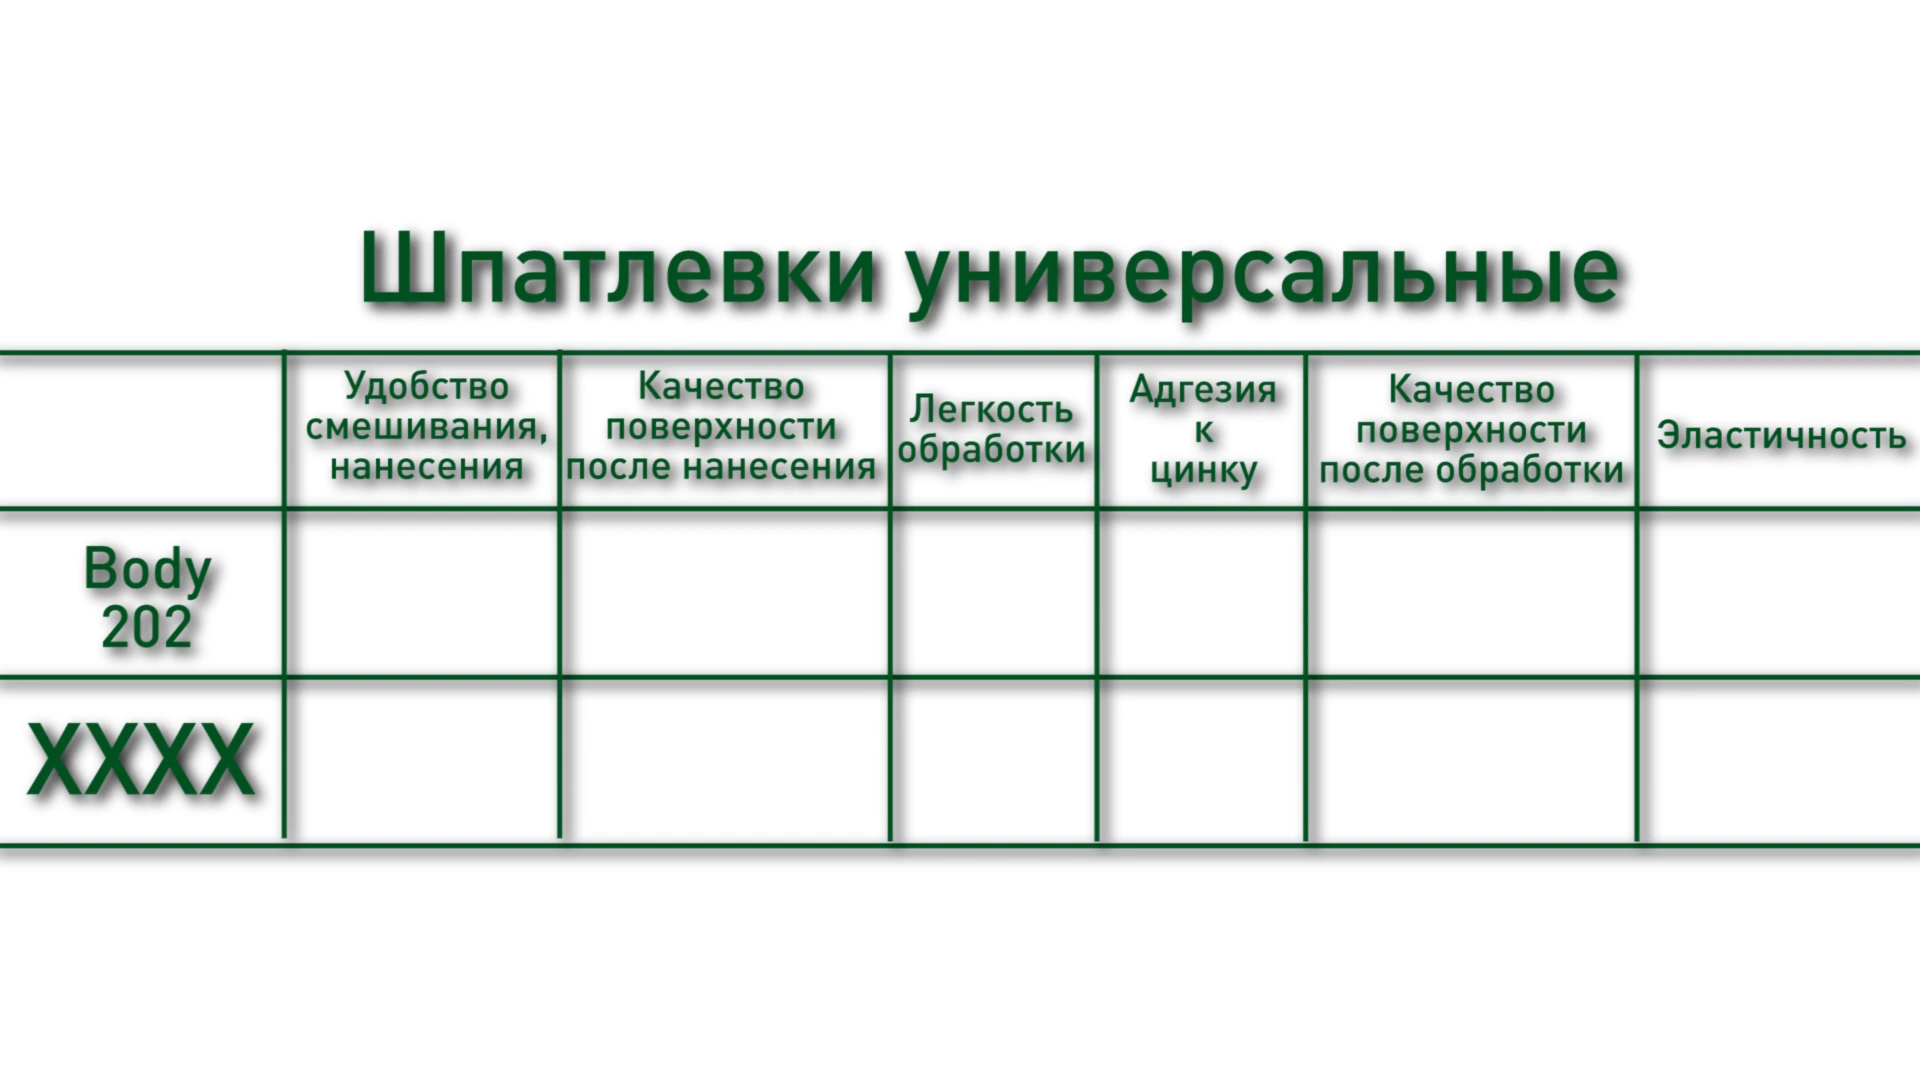 Шпатлевки универсальные
Удобство
смешивания,
нанесения
Качество
поверхности
после нанесения
Легкость
обработки
Адгезия
к
цинку
Качество
поверхности
после обработки
Эластичность
Body
202
XXXX